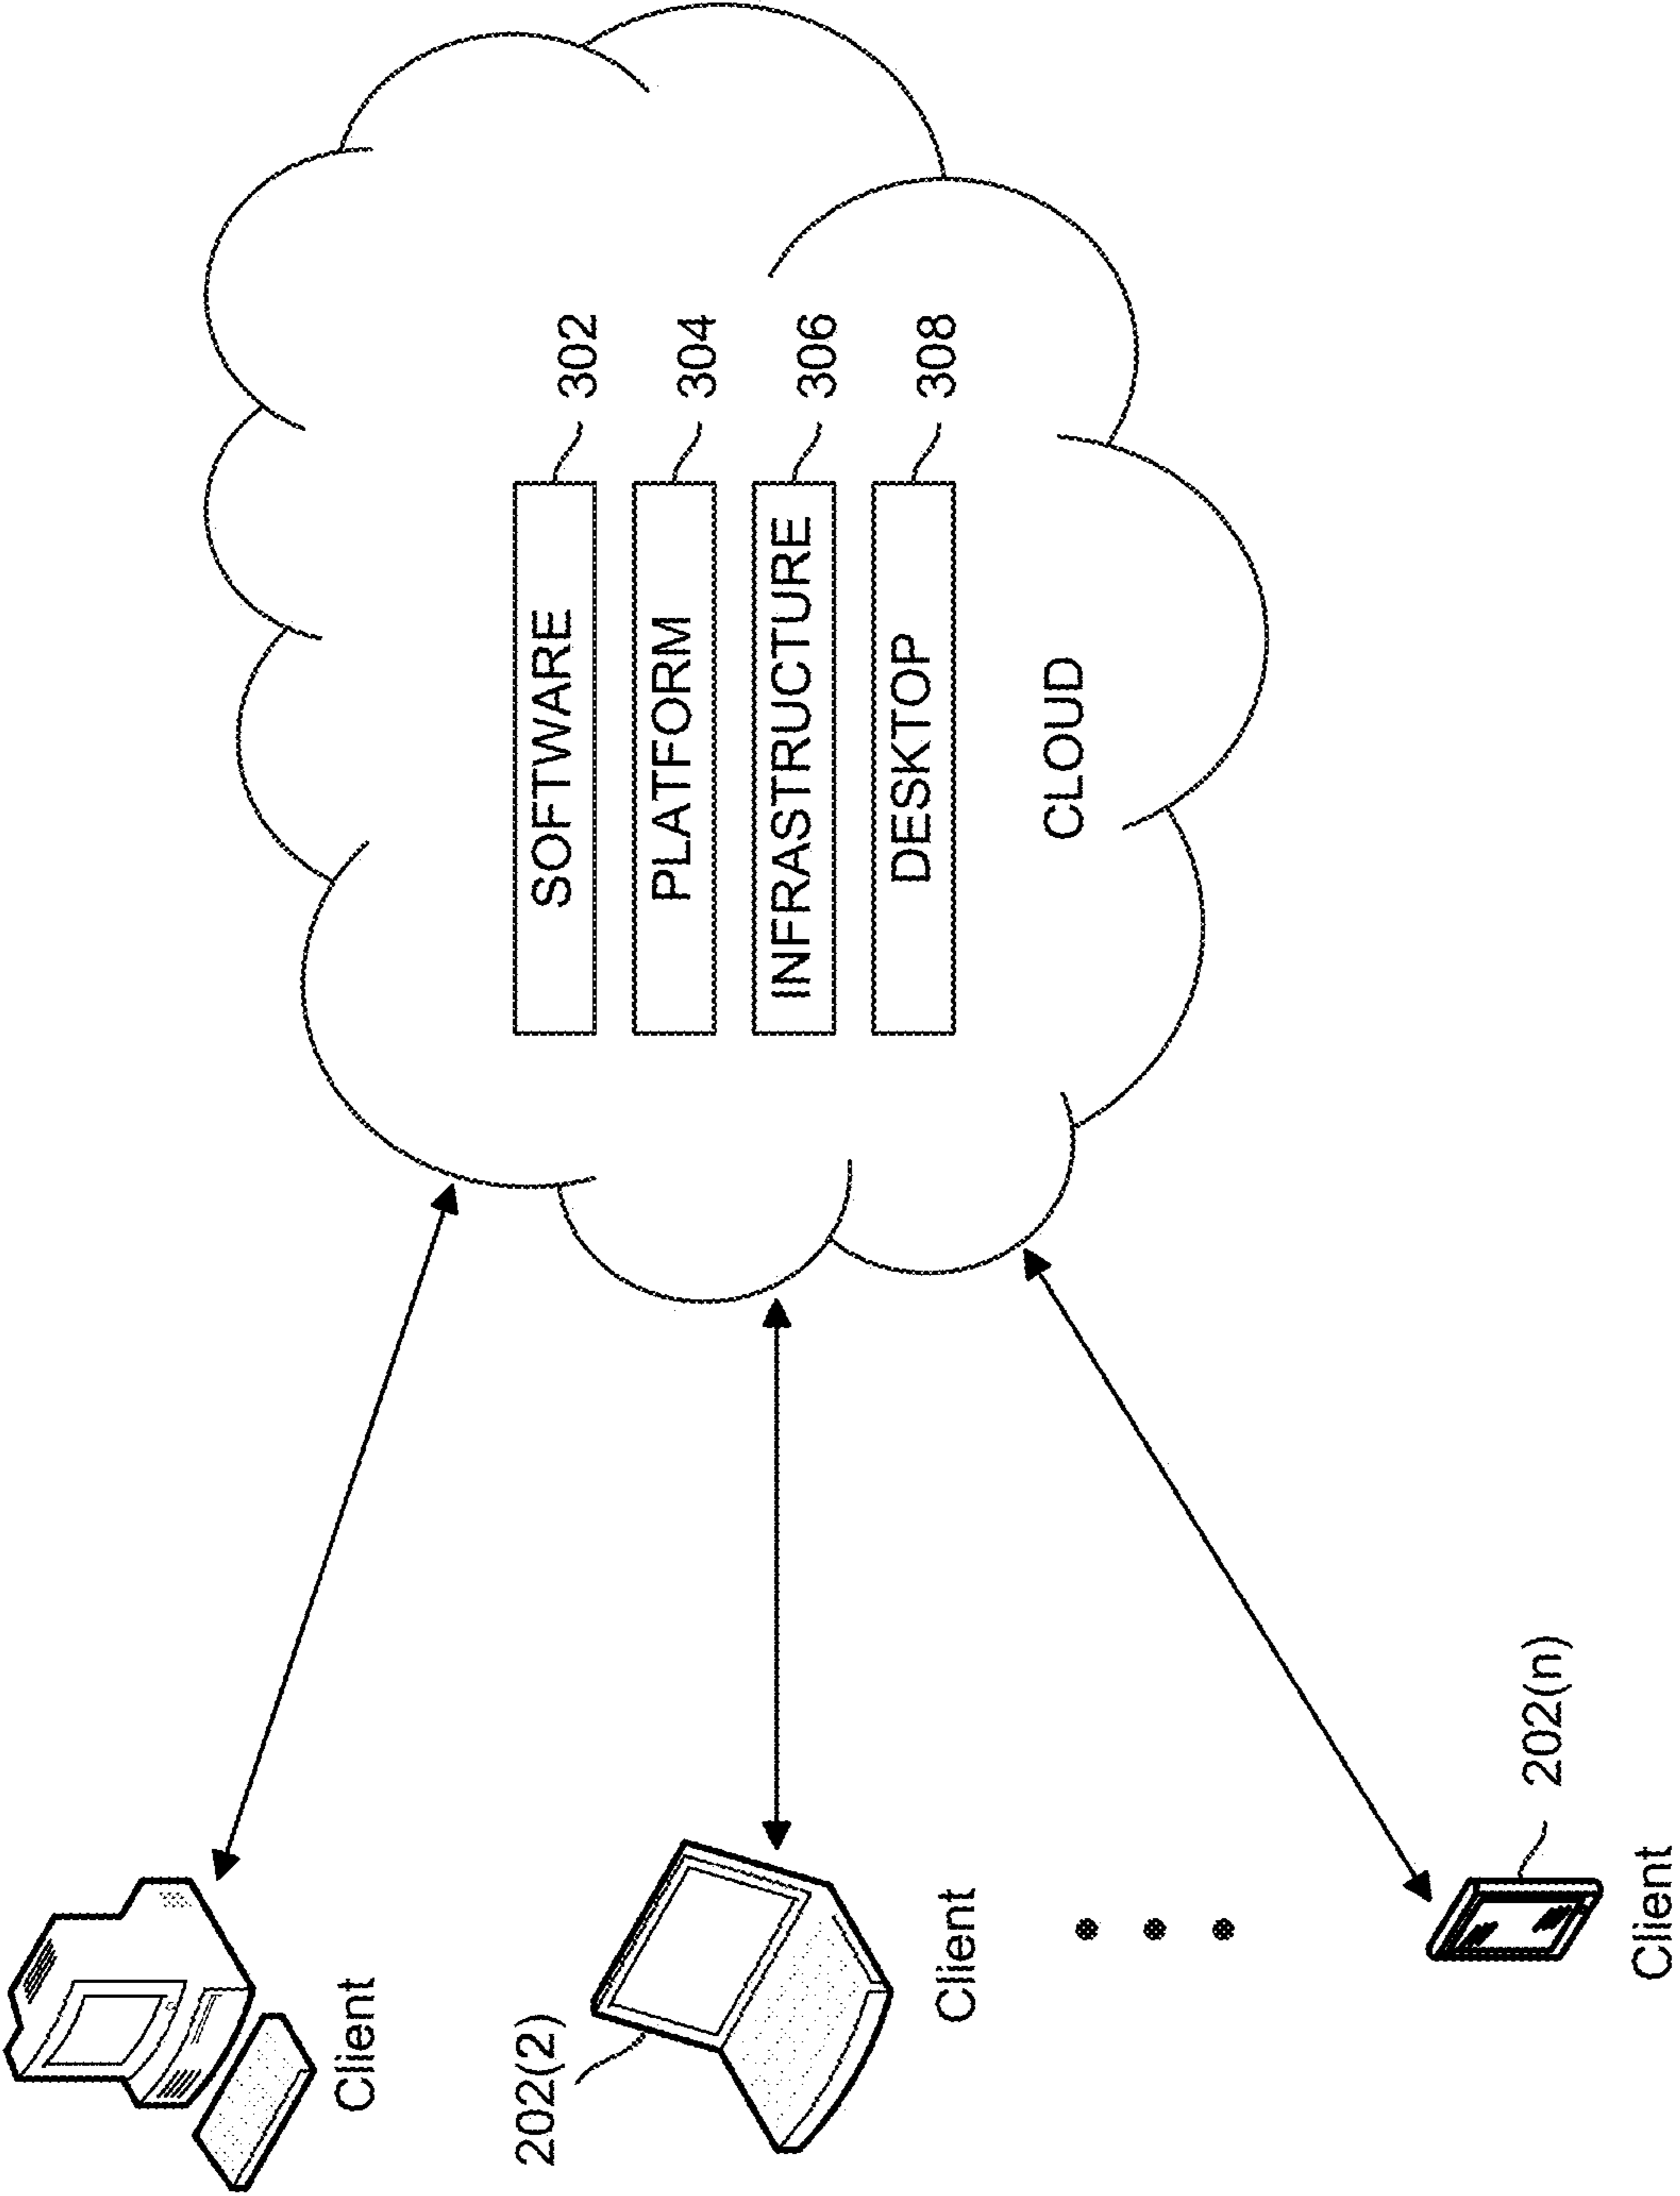 Client
202(2)
Client
202(n)
Client
SOFTWARE
302
PLATFORM
304
INFRASTRUCTURE
306
DESKTOP
308
CLOUD